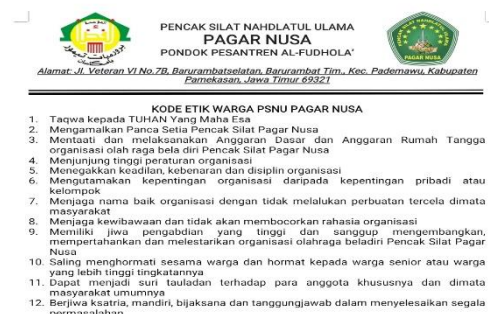 PENCAK SILAT NAHDLATUL ULAMA
PAGAR NUSA
PONDOK PESANTREN AL-FUDHOLA'
Alamat: Jl. Veteran VI No.7B, Barurambatselatan, Barurambat Tim., Kec. Pademawu, Kabupaten
Pamekasan, Jawa Timur 69321
KODE ETIK WARGA PSNU PAGAR NUSA
1. Taqwa kepada TUHAN Yang Maha Esa
2. Mengamalkan Panca Setia Pencak Silat Pagar Nusa
3. Mentaati dan melaksanakan Anggaran Dasar dan Anggaran Rumah Tangga
organisasi olah raga bela diri Pencak Silat Pagar Nusa
4. Menjunjung tinggi peraturan organisasi
5. Menegakkan keadilan, kebenaran dan disiplin organisasi
6. Mengutamakan kepentingan organisasi daripada kepentingan pribadi atau
kelompok
7. Menjaga nama baik organisasi dengan tidak melalukan perbuatan tercela dimata
masyarakat
8. Menjaga kewibawaan dan tidak akan membocorkan rahasia organisasi
9. Memiliki jiwa pengabdian yang tinggi dan sanggup mengembangkan,
mempertahankan dan melestarikan organisasi olahraga beladiri Pencak Silat Pagar
Nusa
10. Saling menghormati sesama warga dan hormat kepada warga senior atau warga
yang lebih tinggi tingkatannya
11. Dapat menjadi suri tauladan terhadap para anggota khususnya dan dimata
masyarakat umumnya
12. Berjiwa ksatria, mandiri, bijaksana dan tanggungjawab dalam menyelesaikan segala
permasalahan